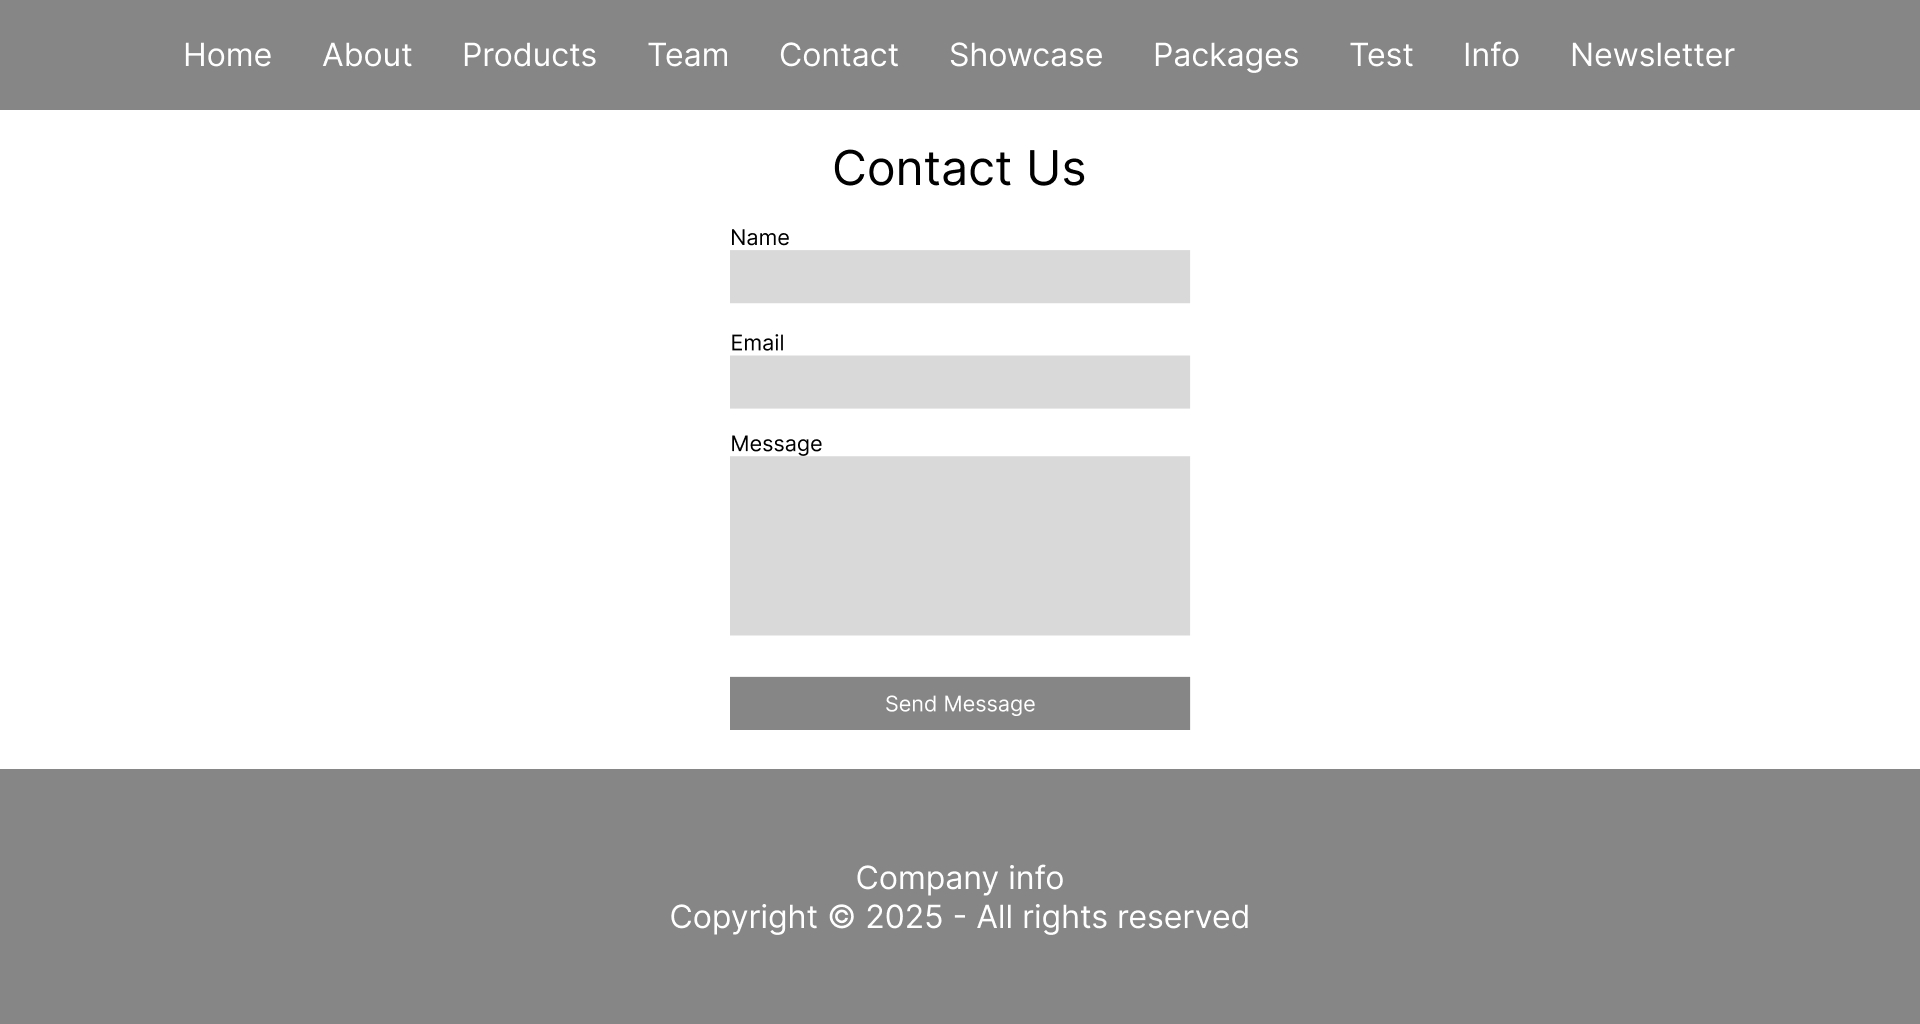 Home About Products Team Contact Showcase Packages Test Info Newsletter
Contact Us
Name
Email
Message
Send Message
Company info
Copyright © 2025 - All rights reserved